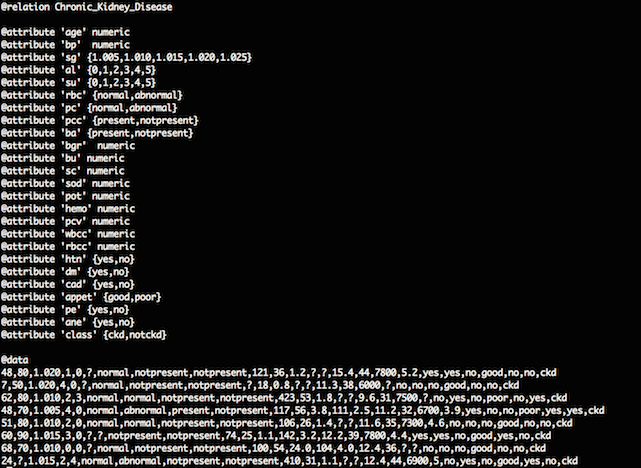 @relation Chronic_Kidney_Disease
@attribute 'age' numeric
@attribute 'bp' numeric
@attribute 'sg' {1.005,1.010,1.015,1.020,1.025}
@attribute 'al' {0,1,2,3,4,5}
@attribute 'su' {0,1,2,3,4,5}
@attribute 'rbc' {normal,abnormal}
@attribute 'pc' {normal,abnormal}
@attribute 'pcc' {present,notpresent}
@attribute 'ba' {present,notpresent}
@attribute 'bgr' numeric
@attribute 'bu' numeric
@attribute 'sc' numeric
@attribute 'sod' numeric
@attribute 'pot' numeric
@attribute 'hemo' numeric
@attribute 'pcv' numeric
@attribute 'wbcc' numeric
@attribute 'rbcc' numeric
@attribute 'htn' {yes,no}
@attribute 'dm' {yes,no}
@attribute 'cad' {yes,no}
@attribute 'appet' {good,poor}
@attribute 'pe' {yes,no}
@attribute 'ane' {yes,no}
@attribute 'class' {ckd,notckd}
@data
48,80,1.020,1,0,?,normal,notpresent,notpresent,121,36,1.2,?,?,15.4,44,7800,5.2,yes,yes,no,good,no,no,ckd
7,50,1.020,4,0,?,normal,notpresent,notpresent,?,18,0.8,?,?,11.3,38,6000,?,no,no,no,good,no,no,ckd
62,80,1.010,2,3,normal,normal,notpresent,notpresent,423,53,1.8,?,?,9.6,31,7500,?,no,yes,no,poor,no,yes,ckd
48,70,1.005,4,0,normal,abnormal,present,notpresent,117,56,3.8,111,2.5,11.2,32,6700,3.9,yes,no,no,poor,yes,yes,ckd
51,80,1.010,2,0,normal,normal,notpresent,notpresent,106,26,1.4,?,?,11.6,35,7300,4.6,no,no,no,good,no,no,ckd
60,90,1.015,3,0,?,?,notpresent,notpresent,74,25,1.1,142,3.2,12.2,39,7800,4.4,yes,yes,no,good,yes,no,ckd
68,70,1.010,0,0,?,normal,notpresent,notpresent,100,54,24.0,104,4.0,12.4,36,?,?,no,no,no,good,no,no,ckd
24,?,1.015,2,4,normal,abnormal,notpresent,notpresent,410,31,1.1,?,?,12.4,44,6900,5,no,yes,no,good,yes,no,ckd